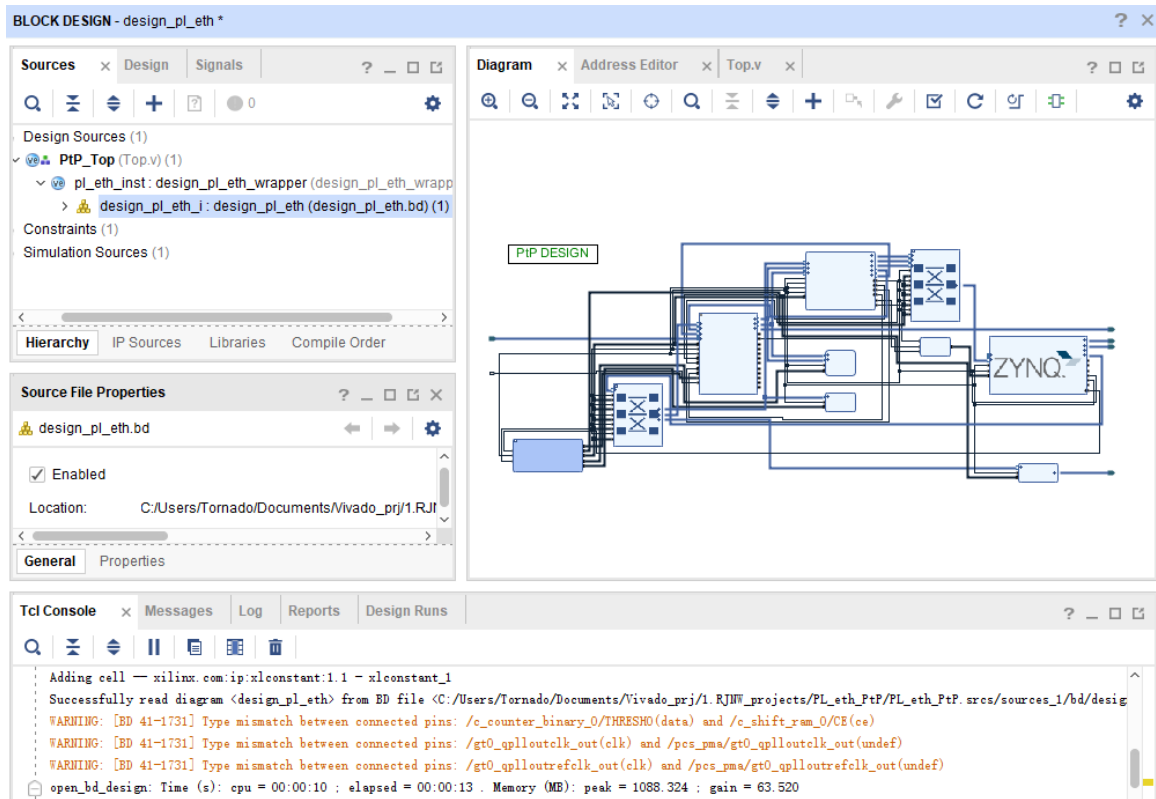 BLOCK DESIGN - design_pl_eth *
Sources
Design
Signals
0
Design Sources (1)
PtP_Top (Top.v) (1)
pl_eth_inst : design_pl_eth_wrapper (design_pl_eth_wrapp
design_pl_eth_i : design_pl_eth (design_pl_eth.bd) (1)
Constraints (1)
Simulation Sources (1)
Hierarchy IP Sources Libraries Compile Order
Source File Properties
design_pl_eth.bd
Enabled
Location: C:/Users/Tornado/Documents/Vivado_prj/1.RJN
General Properties
Diagram
Address Editor
Top.v
PtP DESIGN
ZYNQ
Tcl Console
Messages
Log
Reports
Design Runs
Adding cell -- xilinx.com:ip:xlconstant:1.1 - xlconstant_1
Successfully read diagram <design_pl_eth> from BD file <C:/Users/Tornado/Documents/Vivado_prj/1.RJNW_projects/PL_eth_PtP/PL_eth_PtP.srcs/sources_1/bd/desig
WARNING: [BD 41-1731] Type mismatch between connected pins: /c_counter_binary_0/THRESH0(data) and /c_shift_ram_0/CE(ce)
WARNING: [BD 41-1731] Type mismatch between connected pins: /gt0_qplloutclk_out(clk) and /pcs_pma/gt0_qplloutclk_out(undef)
WARNING: [BD 41-1731] Type mismatch between connected pins: /gt0_qplloutrefclk_out(clk) and /pcs_pma/gt0_qplloutrefclk_out(undef)
open_bd_design: Time (s): cpu = 00:00:10 ; elapsed = 00:00:13 . Memory (MB): peak = 1088.324 ; gain = 63.520